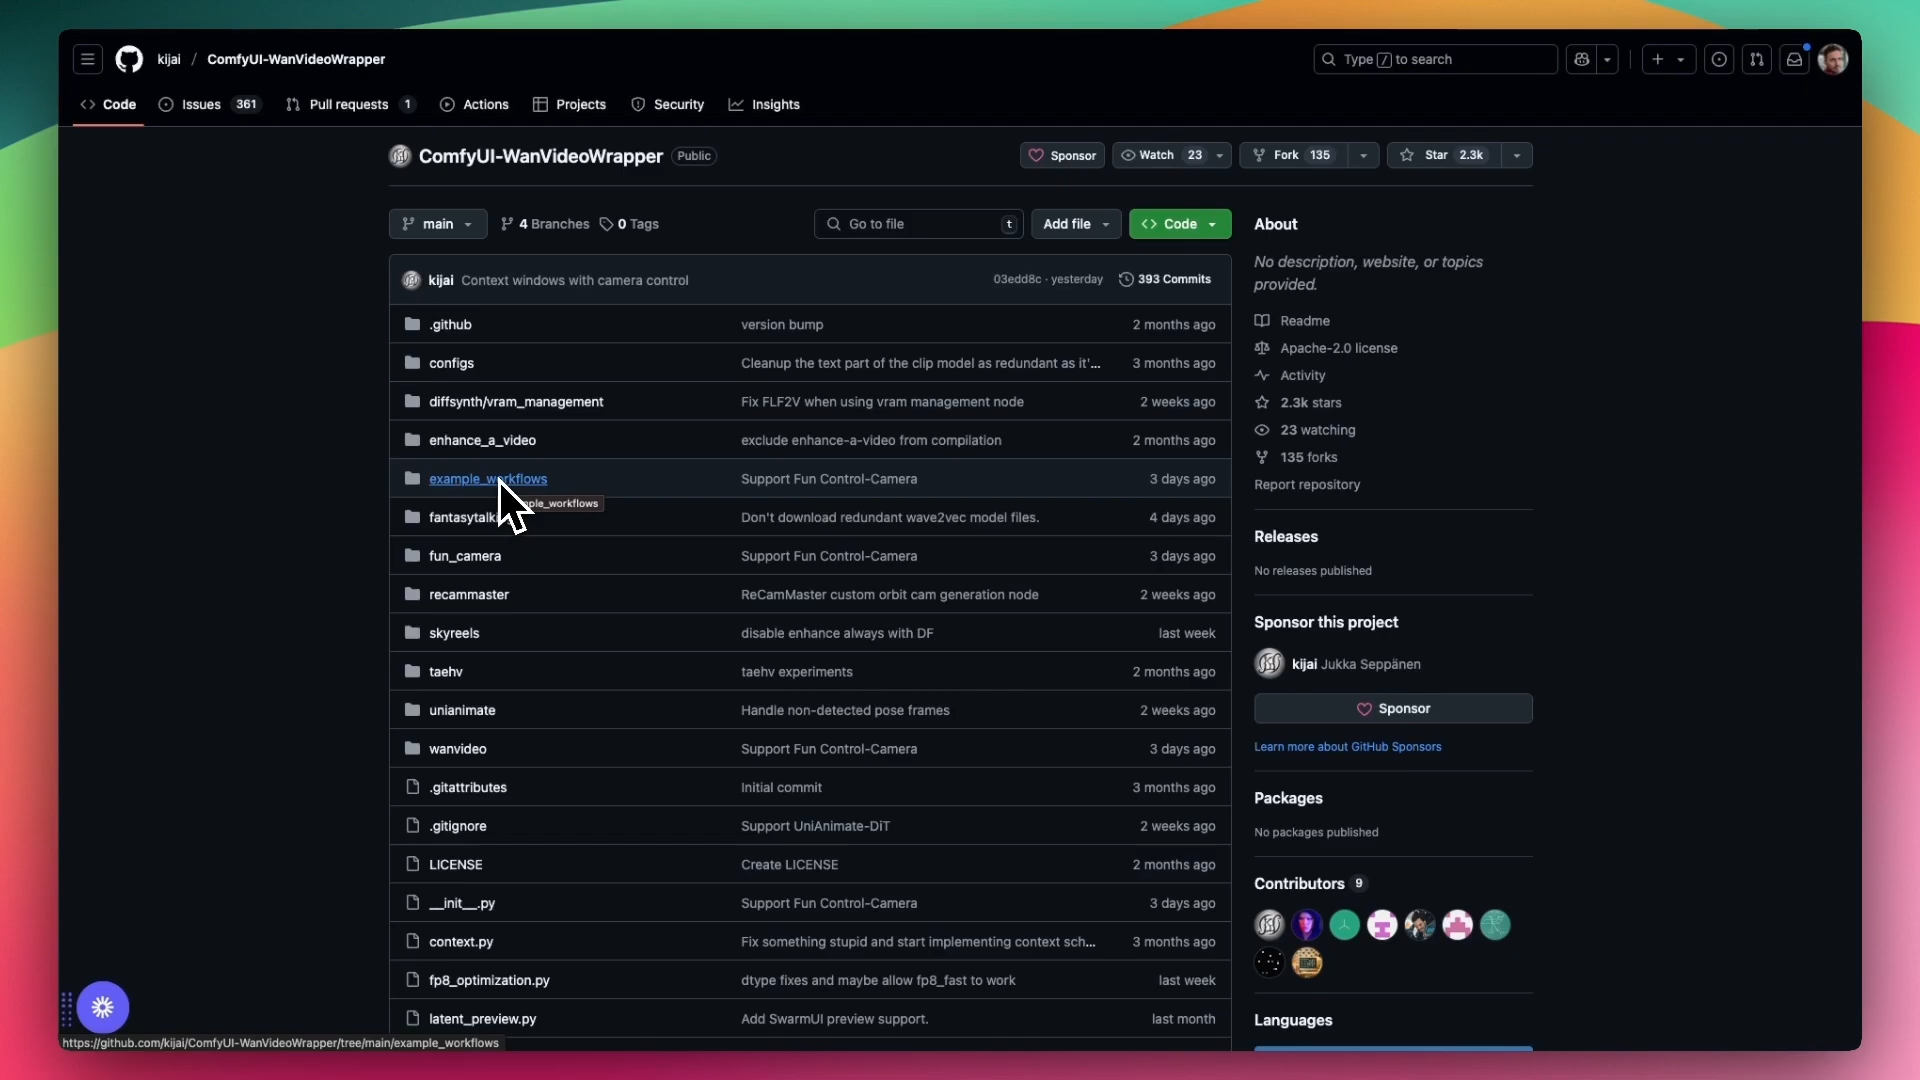 kijai / ComfyUI-WanVideoWrapper
Type / to search
Code Issues 361 Pull requests 1 Actions Projects Security Insights
ComfyUI-WanVideoWrapper Public
Sponsor Watch 23 Fork 135 Star 2.3k
main 4 Branches 0 Tags Go to file t Add file Code
kijai Context windows with camera control 03edd8c · yesterday 393 Commits
.github version bump 2 months ago
configs Cleanup the text part of the clip model as redundant as it'... 3 months ago
diffsynth/vram_management Fix FLF2V when using vram management node 2 weeks ago
enhance_a_video exclude enhance-a-video from compilation 2 months ago
example_workflows Support Fun Control-Camera 3 days ago
ple_workflows
fantasytalki Don't download redundant wave2vec model files. 4 days ago
fun_camera Support Fun Control-Camera 3 days ago
recammaster ReCamMaster custom orbit cam generation node 2 weeks ago
skyreels disable enhance always with DF last week
taehv taehv experiments 2 months ago
unianimate Handle non-detected pose frames 2 weeks ago
wanvideo Support Fun Control-Camera 3 days ago
.gitattributes Initial commit 3 months ago
.gitignore Support UniAnimate-DiT 2 weeks ago
LICENSE Create LICENSE 2 months ago
__init__.py Support Fun Control-Camera 3 days ago
context.py Fix something stupid and start implementing context sch... 3 months ago
fp8_optimization.py dtype fixes and maybe allow fp8_fast to work last week
latent_preview.py Add SwarmUI preview support. last month
About
No description, website, or topics
provided.
Readme
Apache-2.0 license
Activity
2.3k stars
23 watching
135 forks
Report repository
Releases
No releases published
Sponsor this project
kijai Jukka Seppänen
Sponsor
Learn more about GitHub Sponsors
Packages
No packages published
Contributors 9
Languages
https://github.com/kijai/ComfyUI-WanVideoWrapper/tree/main/example_workflows